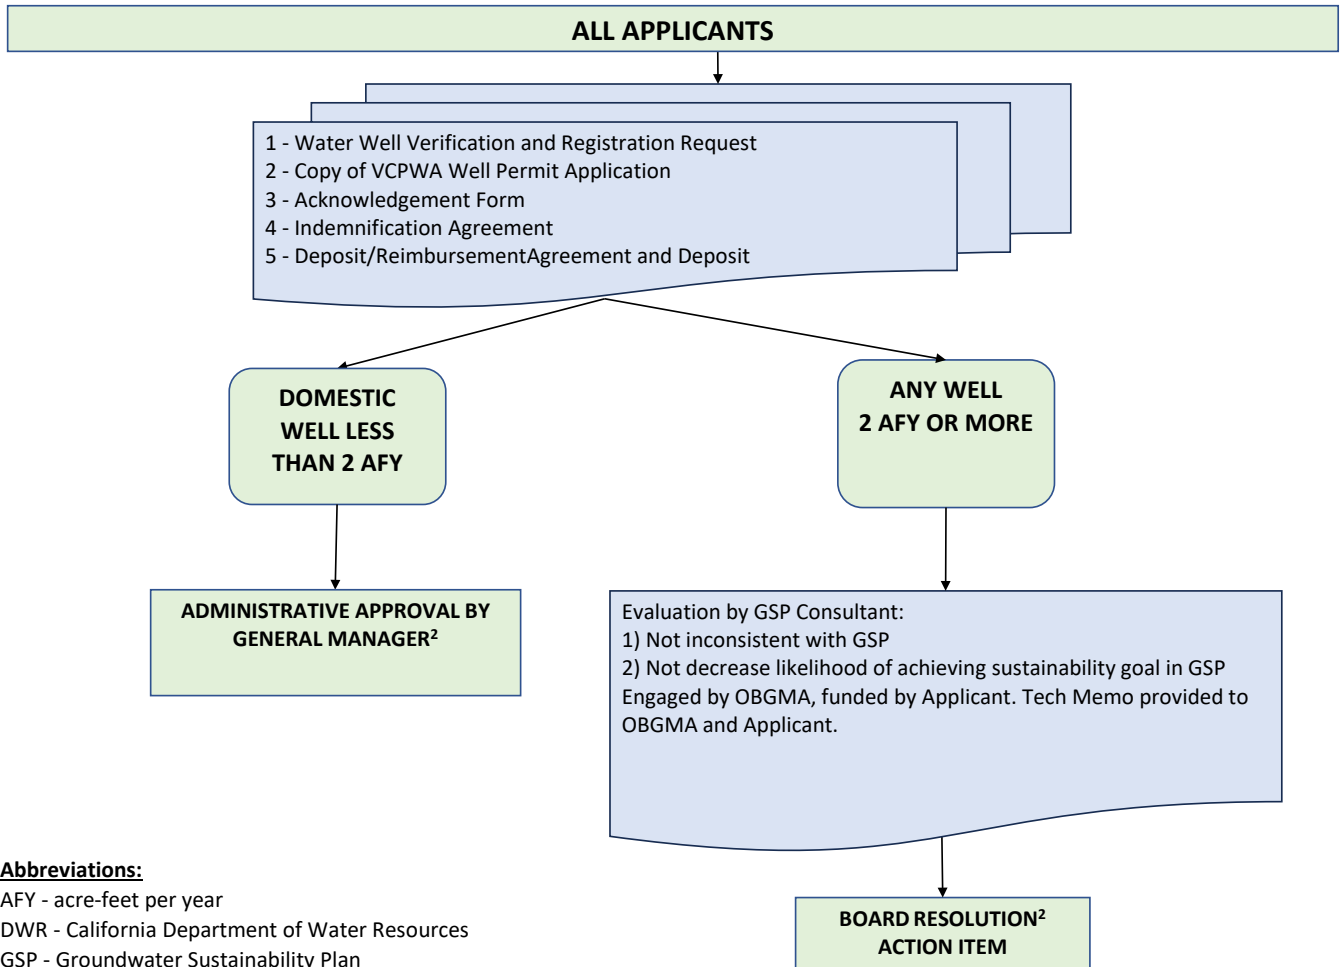 ALL APPLICANTS
1 - Water Well Verification and Registration Request
2 - Copy of VCPWA Well Permit Application
3 - Acknowledgement Form
4 - Indemnification Agreement
5 - Deposit/ReimbursementAgreement and Deposit
DOMESTIC
WELL LESS
THAN 2 AFY
ANY WELL
2 AFY OR MORE
ADMINISTRATIVE APPROVAL BY
GENERAL MANAGER²
Evaluation by GSP Consultant:
1) Not inconsistent with GSP
2) Not decrease likelihood of achieving sustainability goal in GSP
Engaged by OBGMA, funded by Applicant. Tech Memo provided to
OBGMA and Applicant.
BOARD RESOLUTION²
ACTION ITEM
Abbreviations:
AFY - acre-feet per year
DWR - California Department of Water Resources
GSP - Groundwater Sustainability Plan